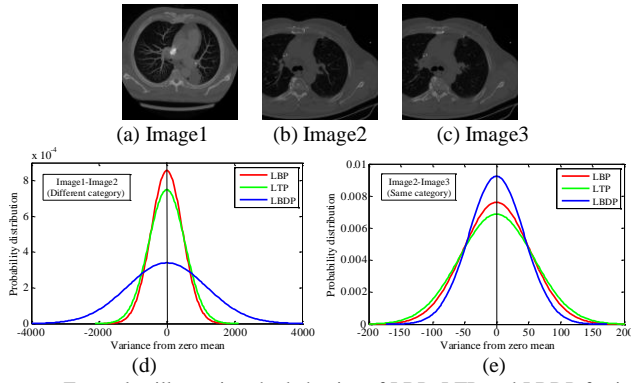 (a) Image1
(b) Image2
(c) Image3
x 10-4
8
6
4
2
0
Probability distribution
Image1-Image2
(Different category)
LBP
LTP
LBDP
-4000
-2000
0
2000
4000
Variance from zero mean
(d)
0.01
0.008
0.006
0.004
0.002
0
Probability distribution
Image2-Image3
(Same category)
LBP
LTP
LBDP
-200
-150
-100
-50
0
50
100
150
200
Variance from zero mean
(e)